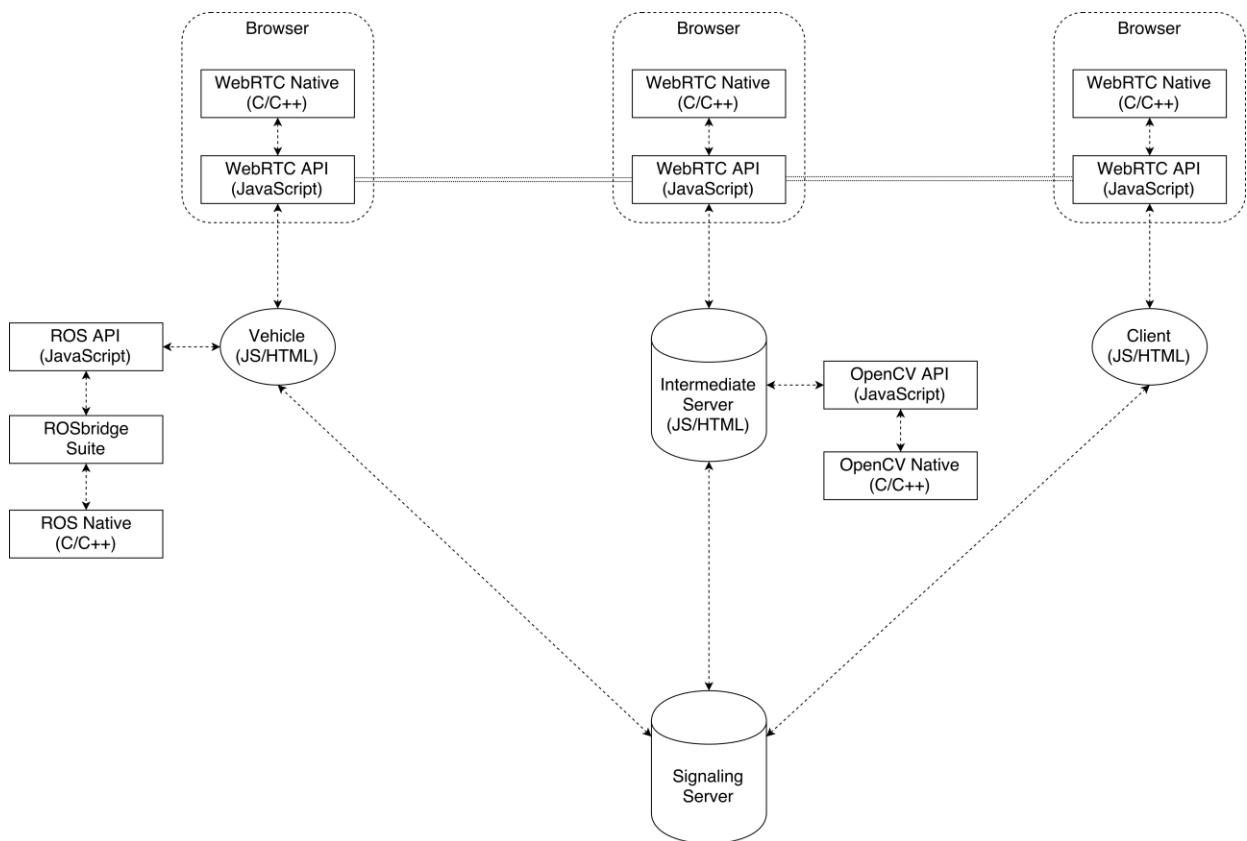 Browser
WebRTC Native
(C/C++)
WebRTC API
(JavaScript)
Browser
WebRTC Native
(C/C++)
WebRTC API
(JavaScript)
Browser
WebRTC Native
(C/C++)
WebRTC API
(JavaScript)
ROS API
(JavaScript)
ROSbridge
Suite
ROS Native
(C/C++)
Vehicle
(JS/HTML)
Intermediate
Server
(JS/HTML)
OpenCV API
(JavaScript)
OpenCV Native
(C/C++)
Client
(JS/HTML)
Signaling
Server